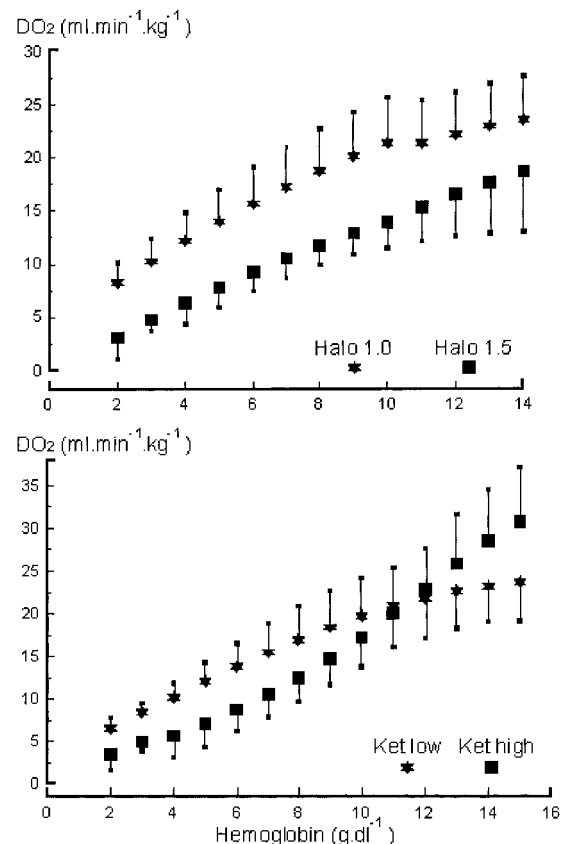 DO₂ (ml.min⁻¹.kg⁻¹)
30
25
20
15
10
5
0
Halo 1.0 Halo 1.5
2 4 6 8 10 12 14
DO₂ (ml.min⁻¹.kg⁻¹)
35
30
25
20
15
10
5
0
Ket low Ket high
2 4 6 8 10 12 14 16
Hemoglobin (g.dl⁻¹)